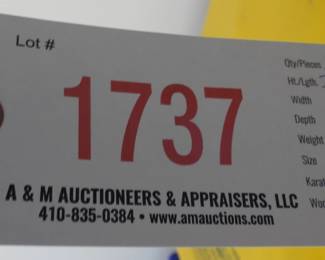 Lot #
1737
A & M AUCTIONEERS & APPRAISERS, LLC
410-835-0384 • www.amauctions.com
Qty/Pieces
Ht./Lgth.
Width
Depth
Weight
Size